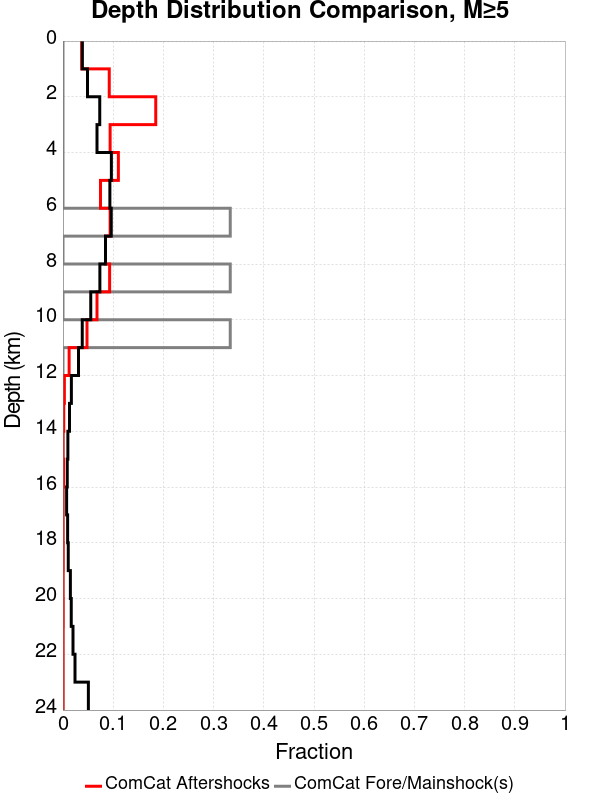 Depth Distribution Comparison, M≥5
0
2
4
6
8
10
12
14
16
18
20
22
24
Depth (km)
0 0.1 0.2 0.3 0.4 0.5 0.6 0.7 0.8 0.9 1
Fraction
ComCat Aftershocks ComCat Fore/Mainshock(s)